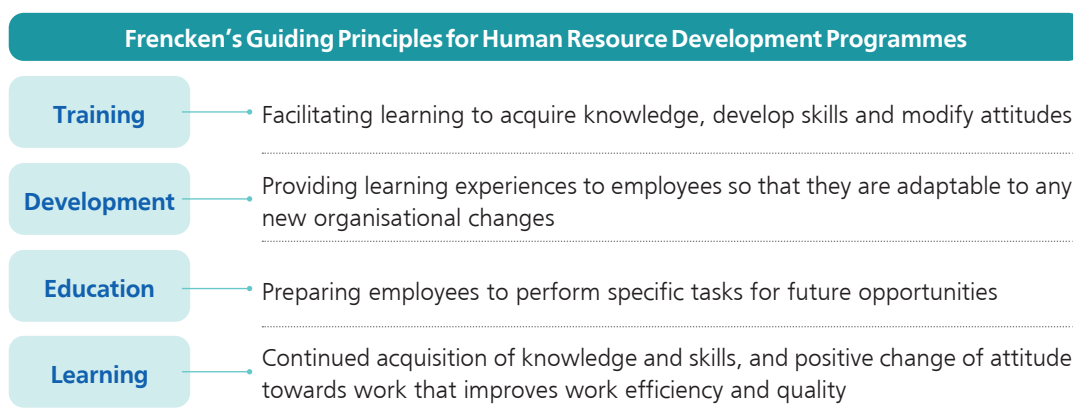 Frencken's Guiding Principles for Human Resource Development Programmes
Training
Facilitating learning to acquire knowledge, develop skills and modify attitudes
Development
Providing learning experiences to employees so that they are adaptable to any
new organisational changes
Education
Preparing employees to perform specific tasks for future opportunities
Learning
Continued acquisition of knowledge and skills, and positive change of attitude
towards work that improves work efficiency and quality